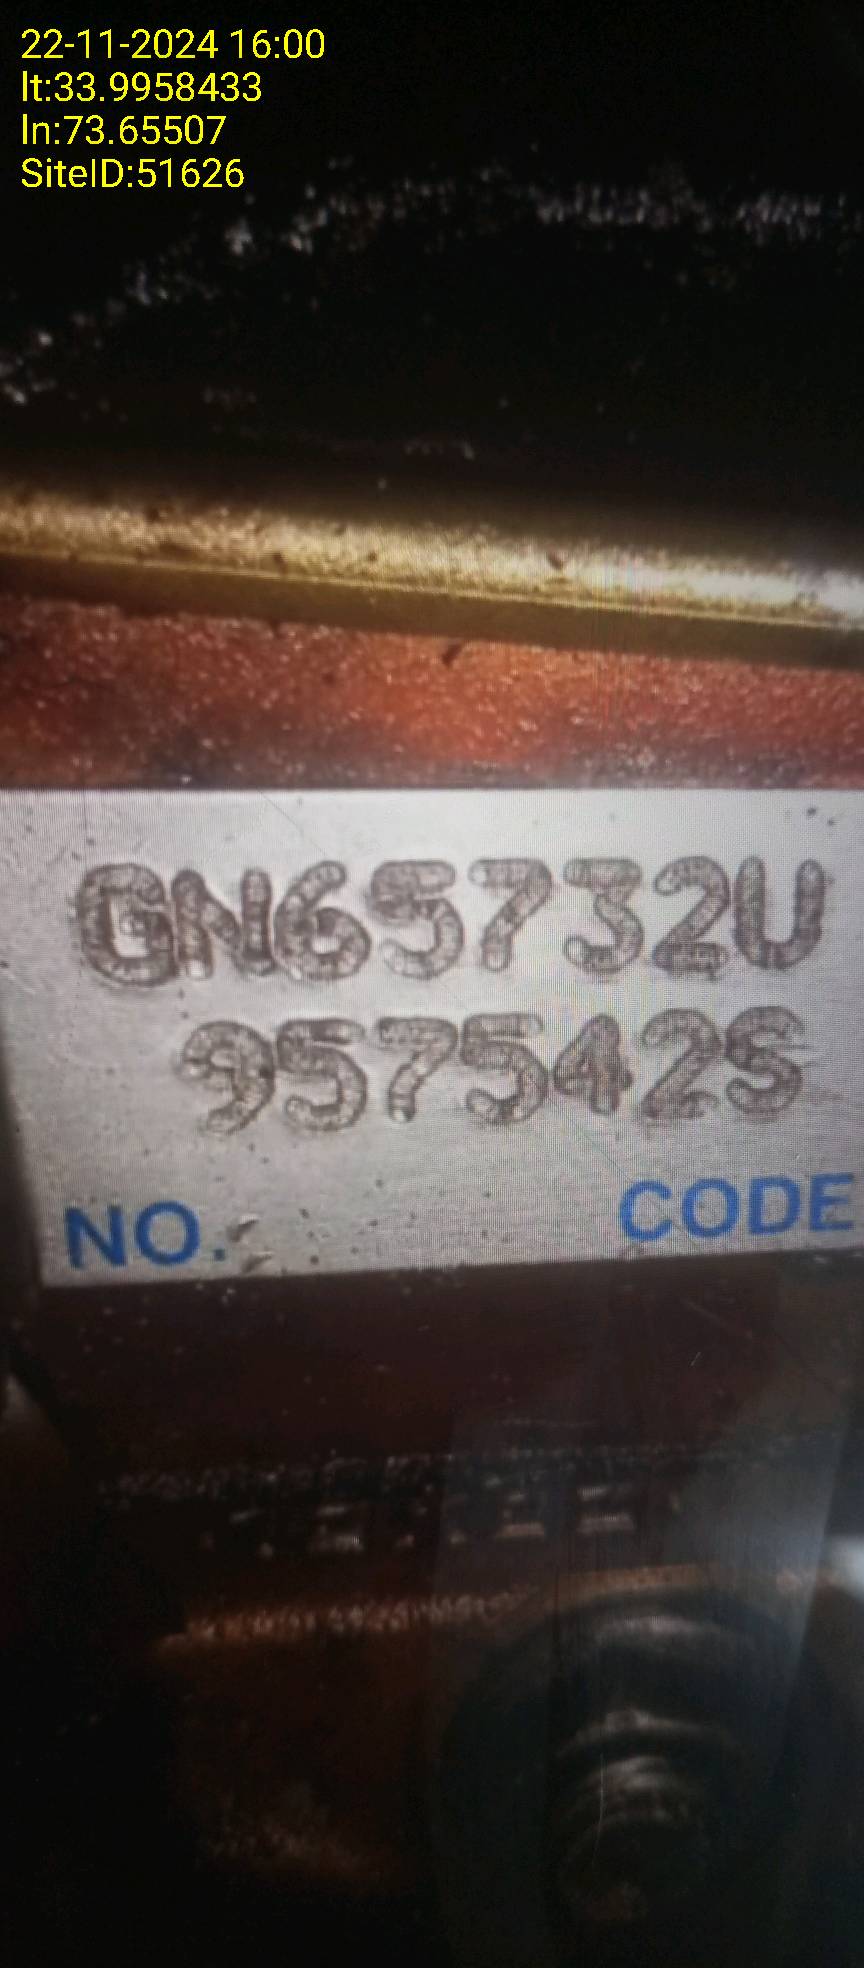 22-11-2024 16:00
lt:33.9958433
ln:73.65507
SiteID:51626
GN65732U
957542S
NO.
CODE